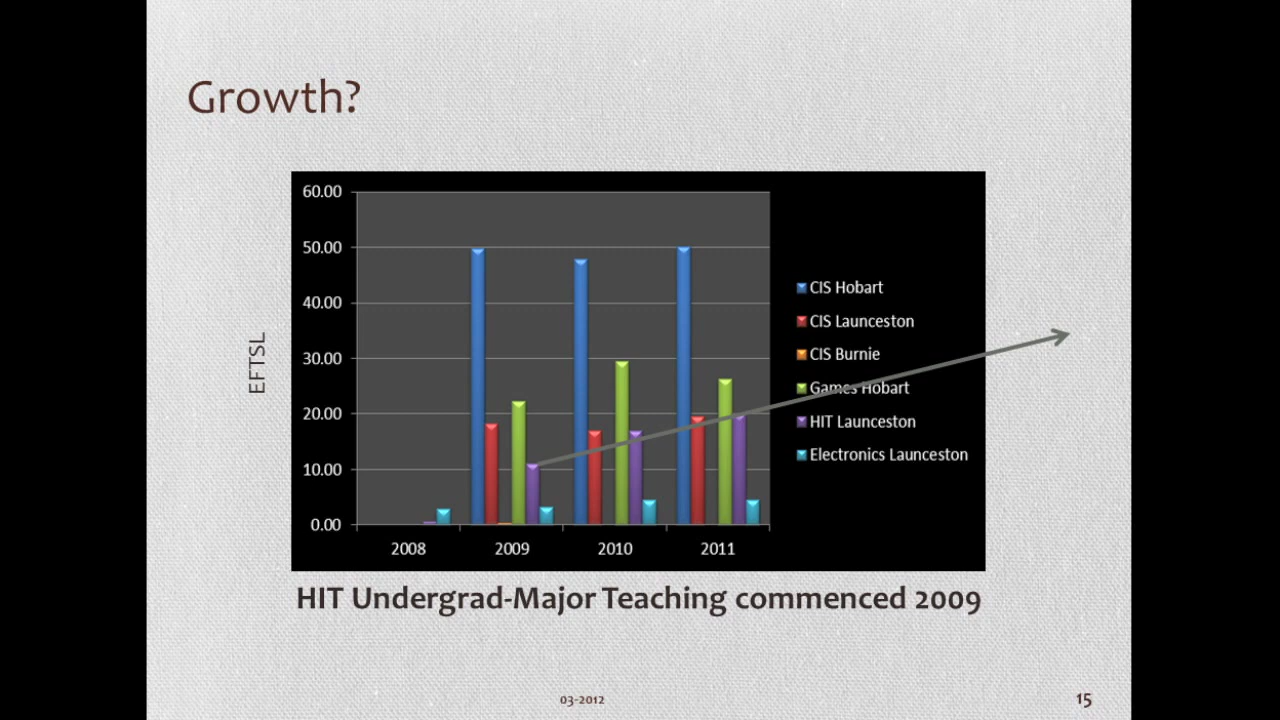 Growth?
EFTSL
60.00
50.00
40.00
30.00
20.00
10.00
0.00
2008
2009
2010
2011
CIS Hobart
CIS Launceston
CIS Burnie
Games Hobart
HIT Launceston
Electronics Launceston
HIT Undergrad-Major Teaching commenced 2009
03-2012
15